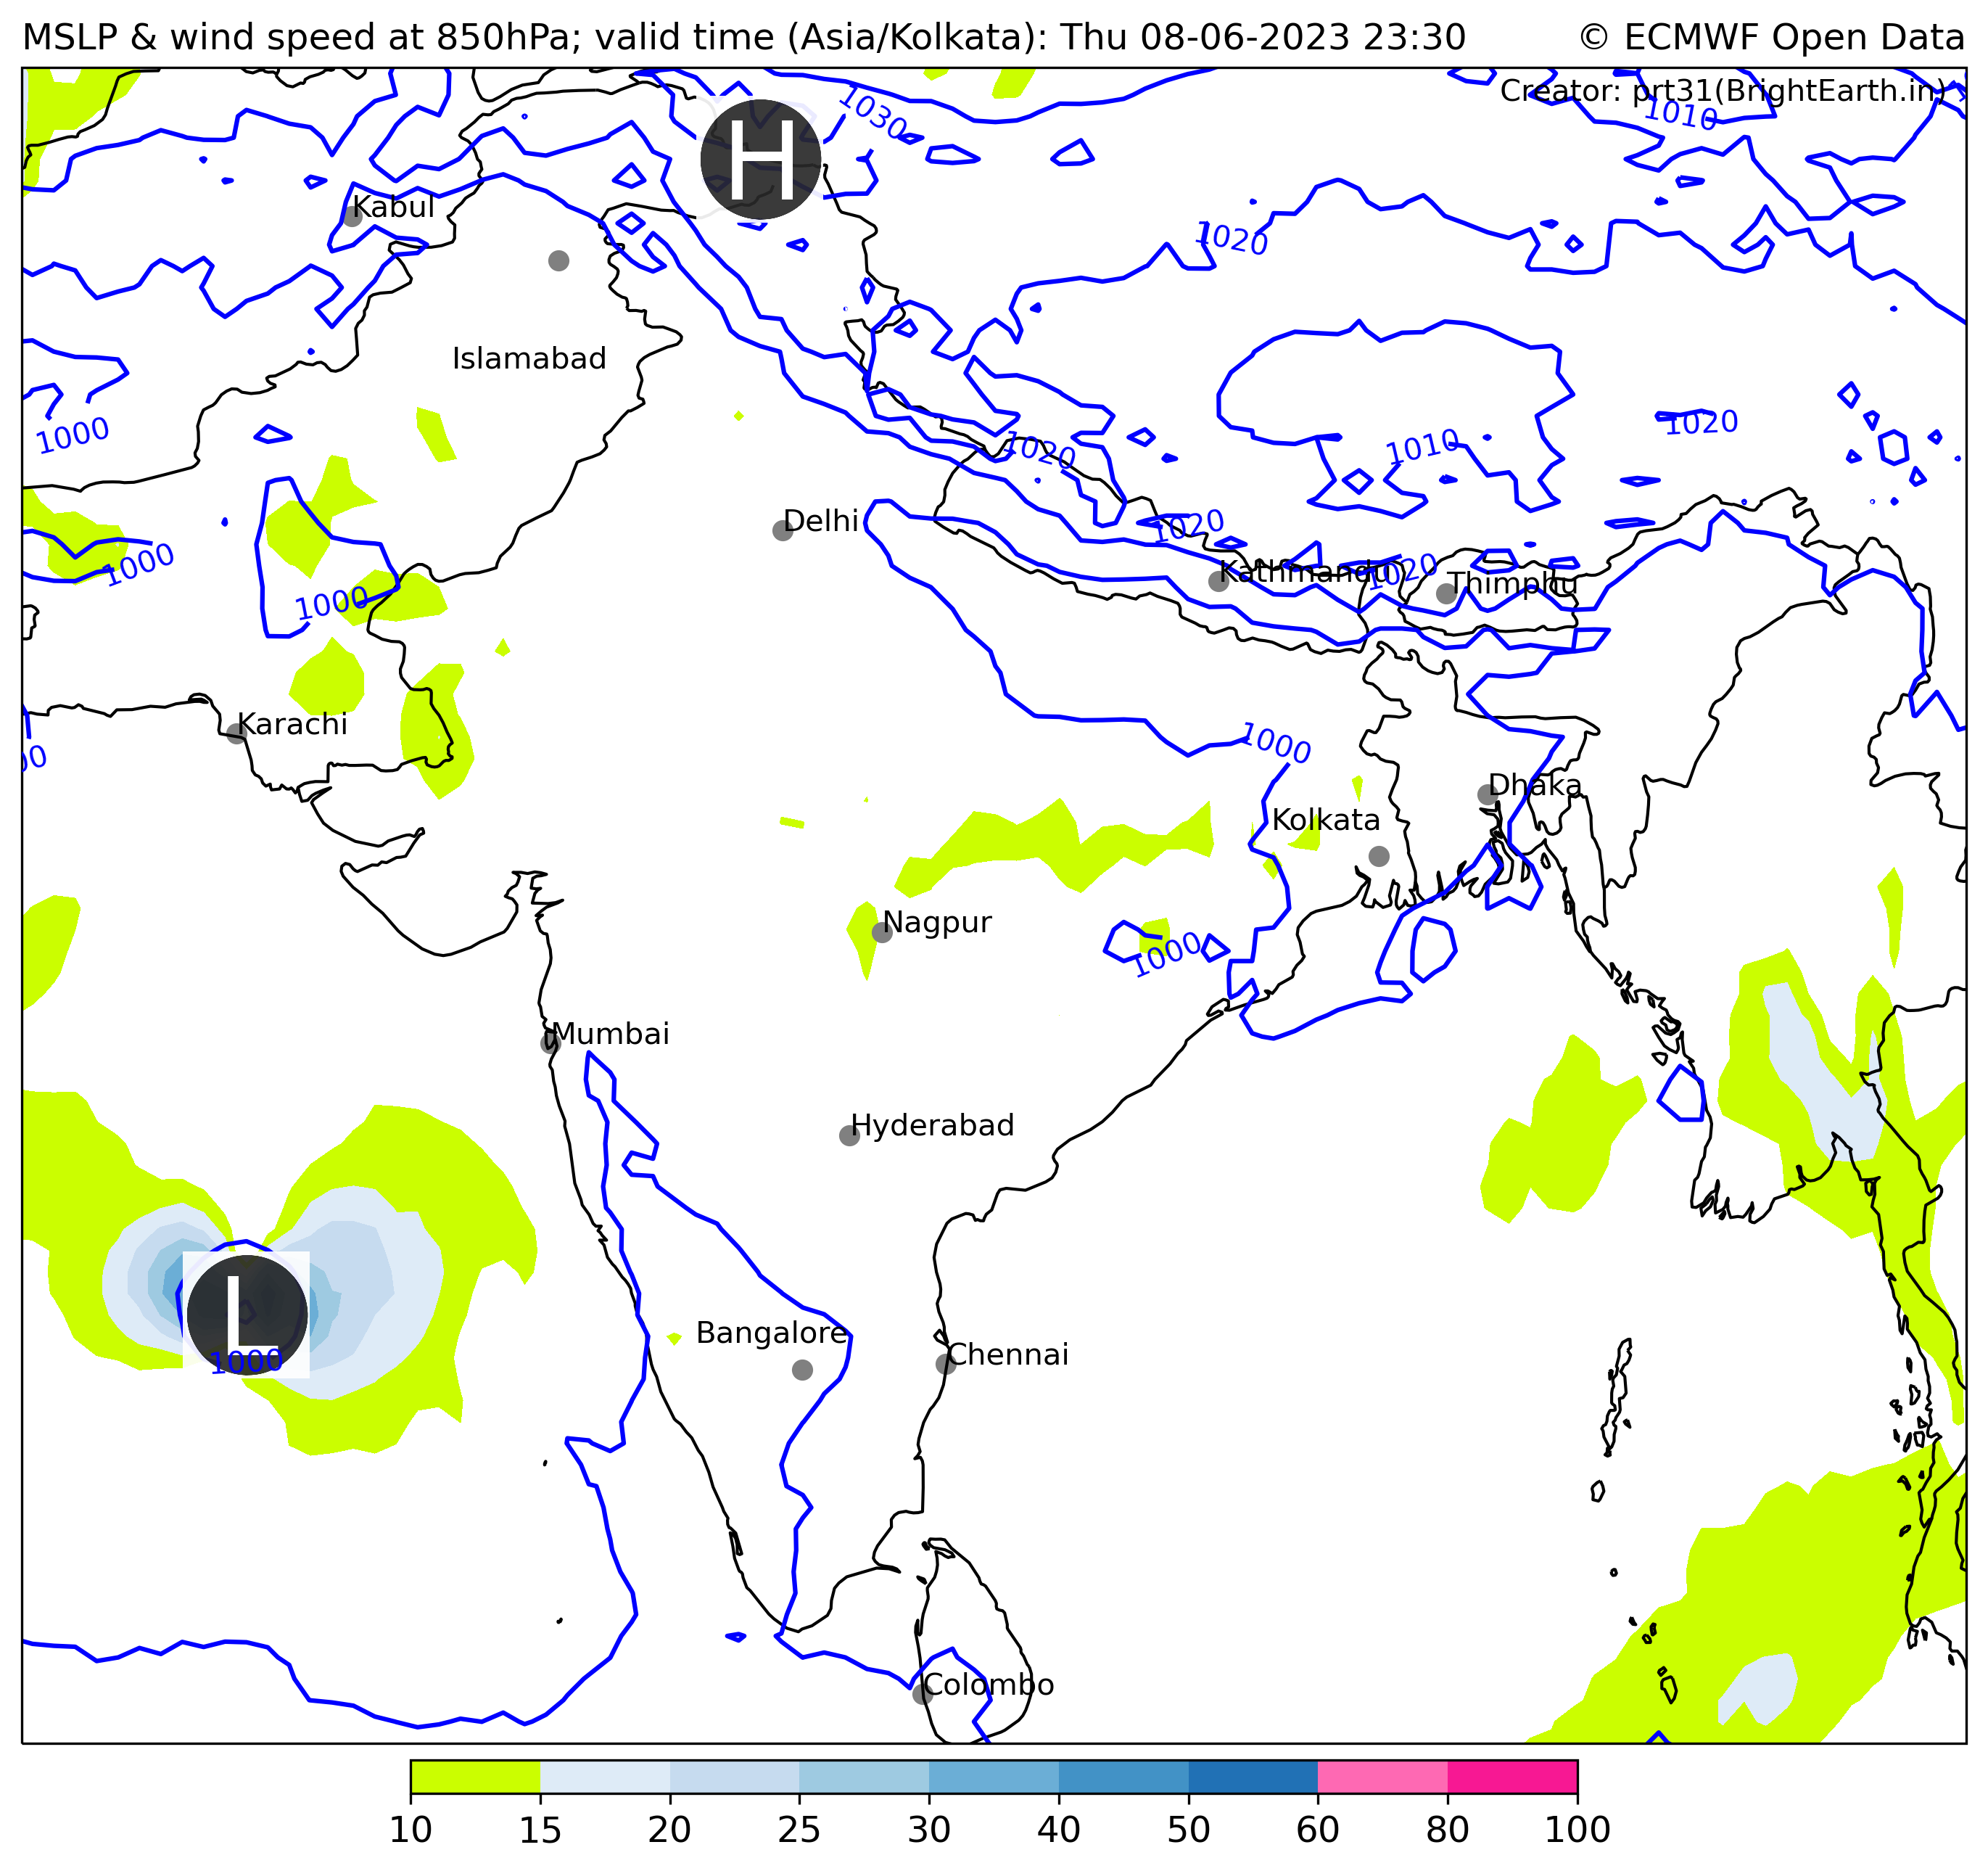 MSLP & wind speed at 850hPa; valid time (Asia/Kolkata): Thu 08-06-2023 23:30 © ECMWF Open Data
Creator: prt31(BrightEarth.in)
1030
1010
H
Kabul
1020
Islamabad
1000
1020
1010
1020
Delhi
1020
1000
1000
Kathmandu
1020
Thimphu
Karachi
1000
Dhaka
Kolkata
Nagpur
1000
Mumbai
Hyderabad
L
1000
Bangalore
Chennai
Colombo
10 15 20 25 30 40 50 60 80 100